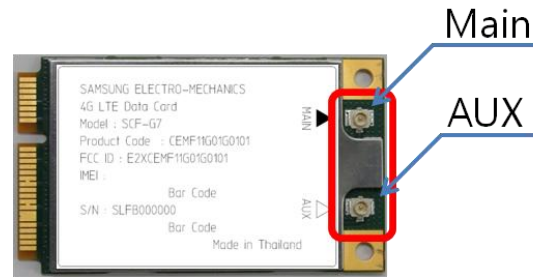 Main
AUX
SAMSUNG ELECTRO-MECHANICS
4G LTE Data Card
Model : SCF-G7
Product Code : CEMF11G01G0101
FCC ID : E2XCEMF11G01G0101
IMEI :
Bar Code
S/N : SLFB000000
Bar Code
Made in Thailand
MAIN
AUX